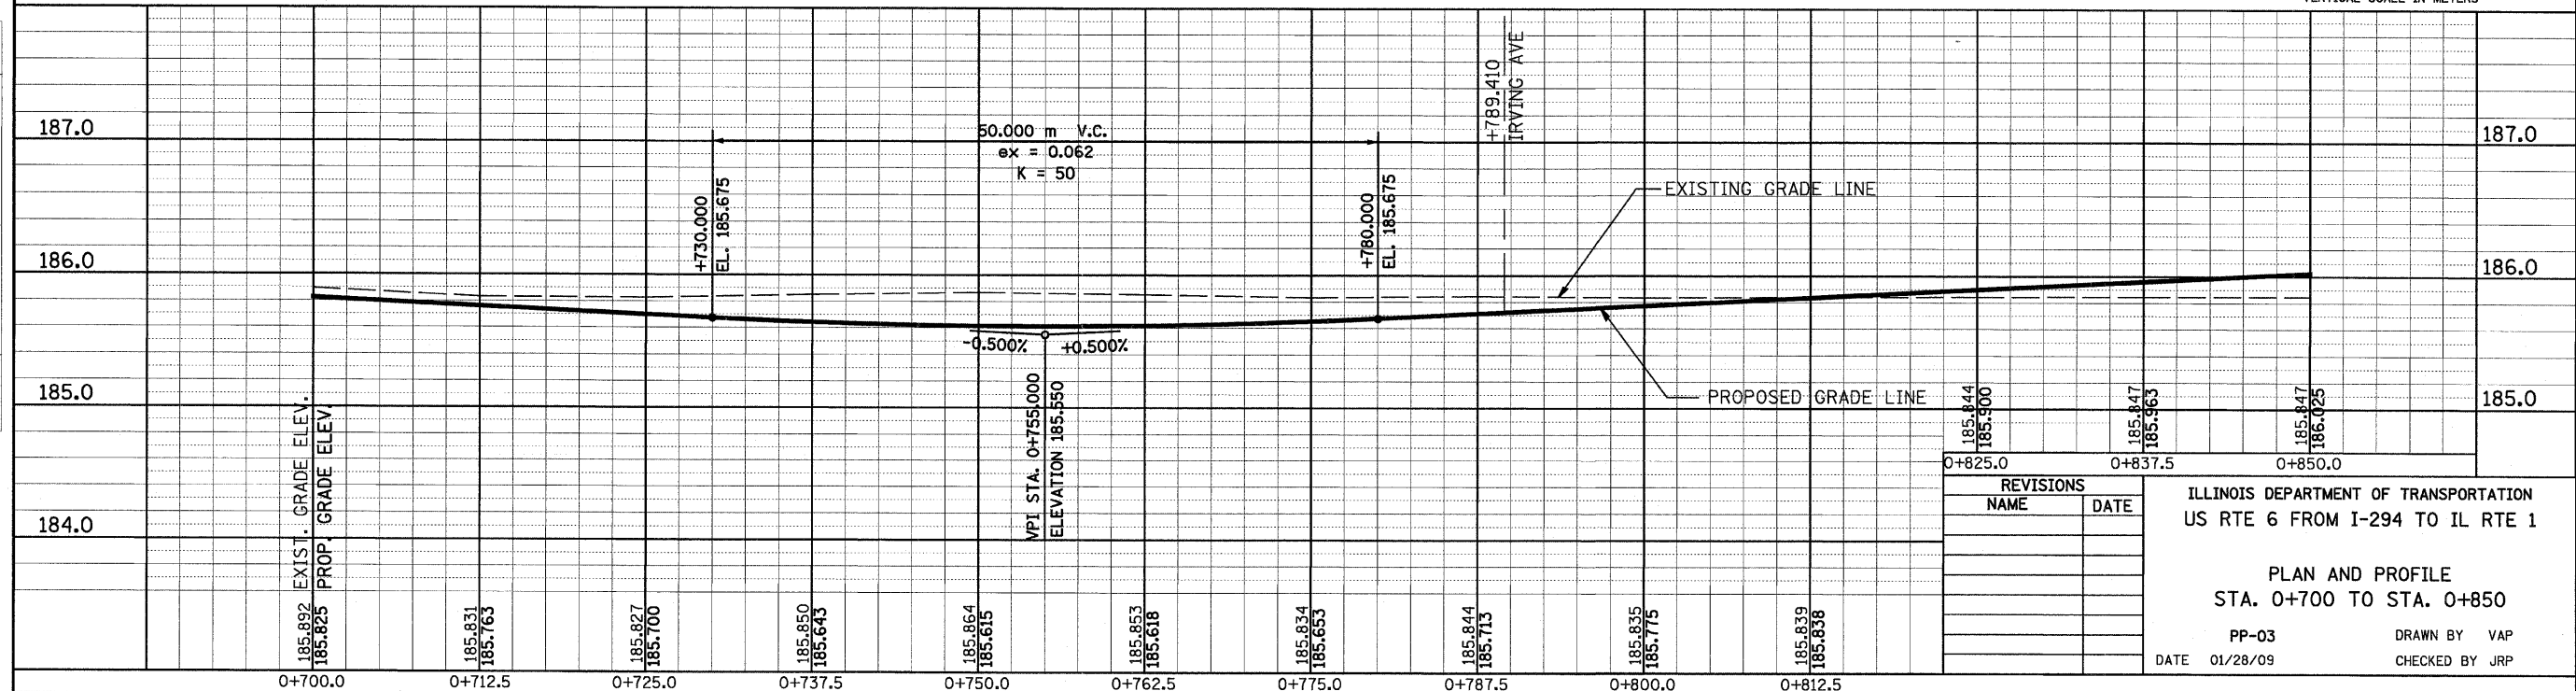 187.0
186.0
185.0
184.0
187.0
186.0
185.0
50.000 m V.C.
ex = 0.062
K = 50
+730.000
EL. 185.675
+780.000
EL. 185.675
+789.410
IRVING AVE
EXISTING GRADE LINE
PROPOSED GRADE LINE
-0.500%
+0.500%
VPI STA. 0+755.000
ELEVATION 185.550
EXIST. GRADE ELEV.
PROP. GRADE ELEV.
185.892
185.825
185.831
185.763
185.827
185.700
185.850
185.643
185.864
185.615
185.853
185.618
185.834
185.653
185.844
185.713
185.835
185.775
185.839
185.838
185.844
185.900
185.847
185.963
185.847
186.025
0+700.0
0+712.5
0+725.0
0+737.5
0+750.0
0+762.5
0+775.0
0+787.5
0+800.0
0+812.5
0+825.0
0+837.5
0+850.0
REVISIONS
NAME DATE
ILLINOIS DEPARTMENT OF TRANSPORTATION
US RTE 6 FROM I-294 TO IL RTE 1
PLAN AND PROFILE
STA. 0+700 TO STA. 0+850
PP-03
DRAWN BY VAP
DATE 01/28/09
CHECKED BY JRP